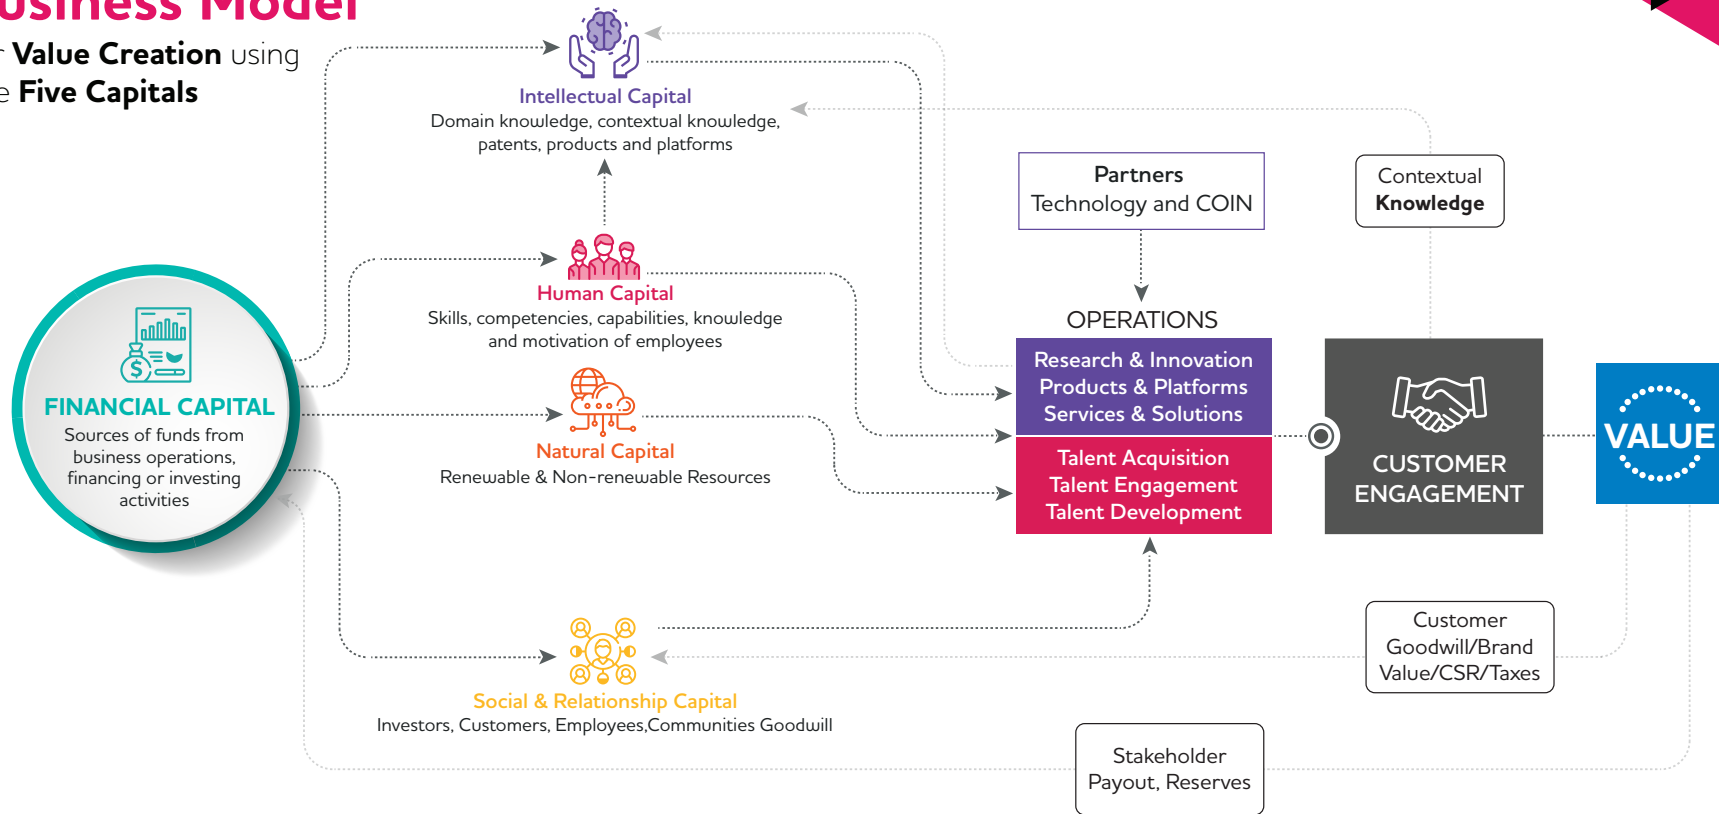 usiness Model
r Value Creation using
e Five Capitals
Intellectual Capital
Domain knowledge, contextual knowledge,
patents, products and platforms
Human Capital
Skills, competencies, capabilities, knowledge
and motivation of employees
Natural Capital
Renewable & Non-renewable Resources
Social & Relationship Capital
Investors, Customers, Employees,Communities Goodwill
$
FINANCIAL CAPITAL
Sources of funds from
business operations,
financing or investing
activities
Partners
Technology and COIN
OPERATIONS
Research & Innovation
Products & Platforms
Services & Solutions
Talent Acquisition
Talent Engagement
Talent Development
Contextual
Knowledge
CUSTOMER
ENGAGEMENT
VALUE
Customer
Goodwill/Brand
Value/CSR/Taxes
Stakeholder
Payout, Reserves